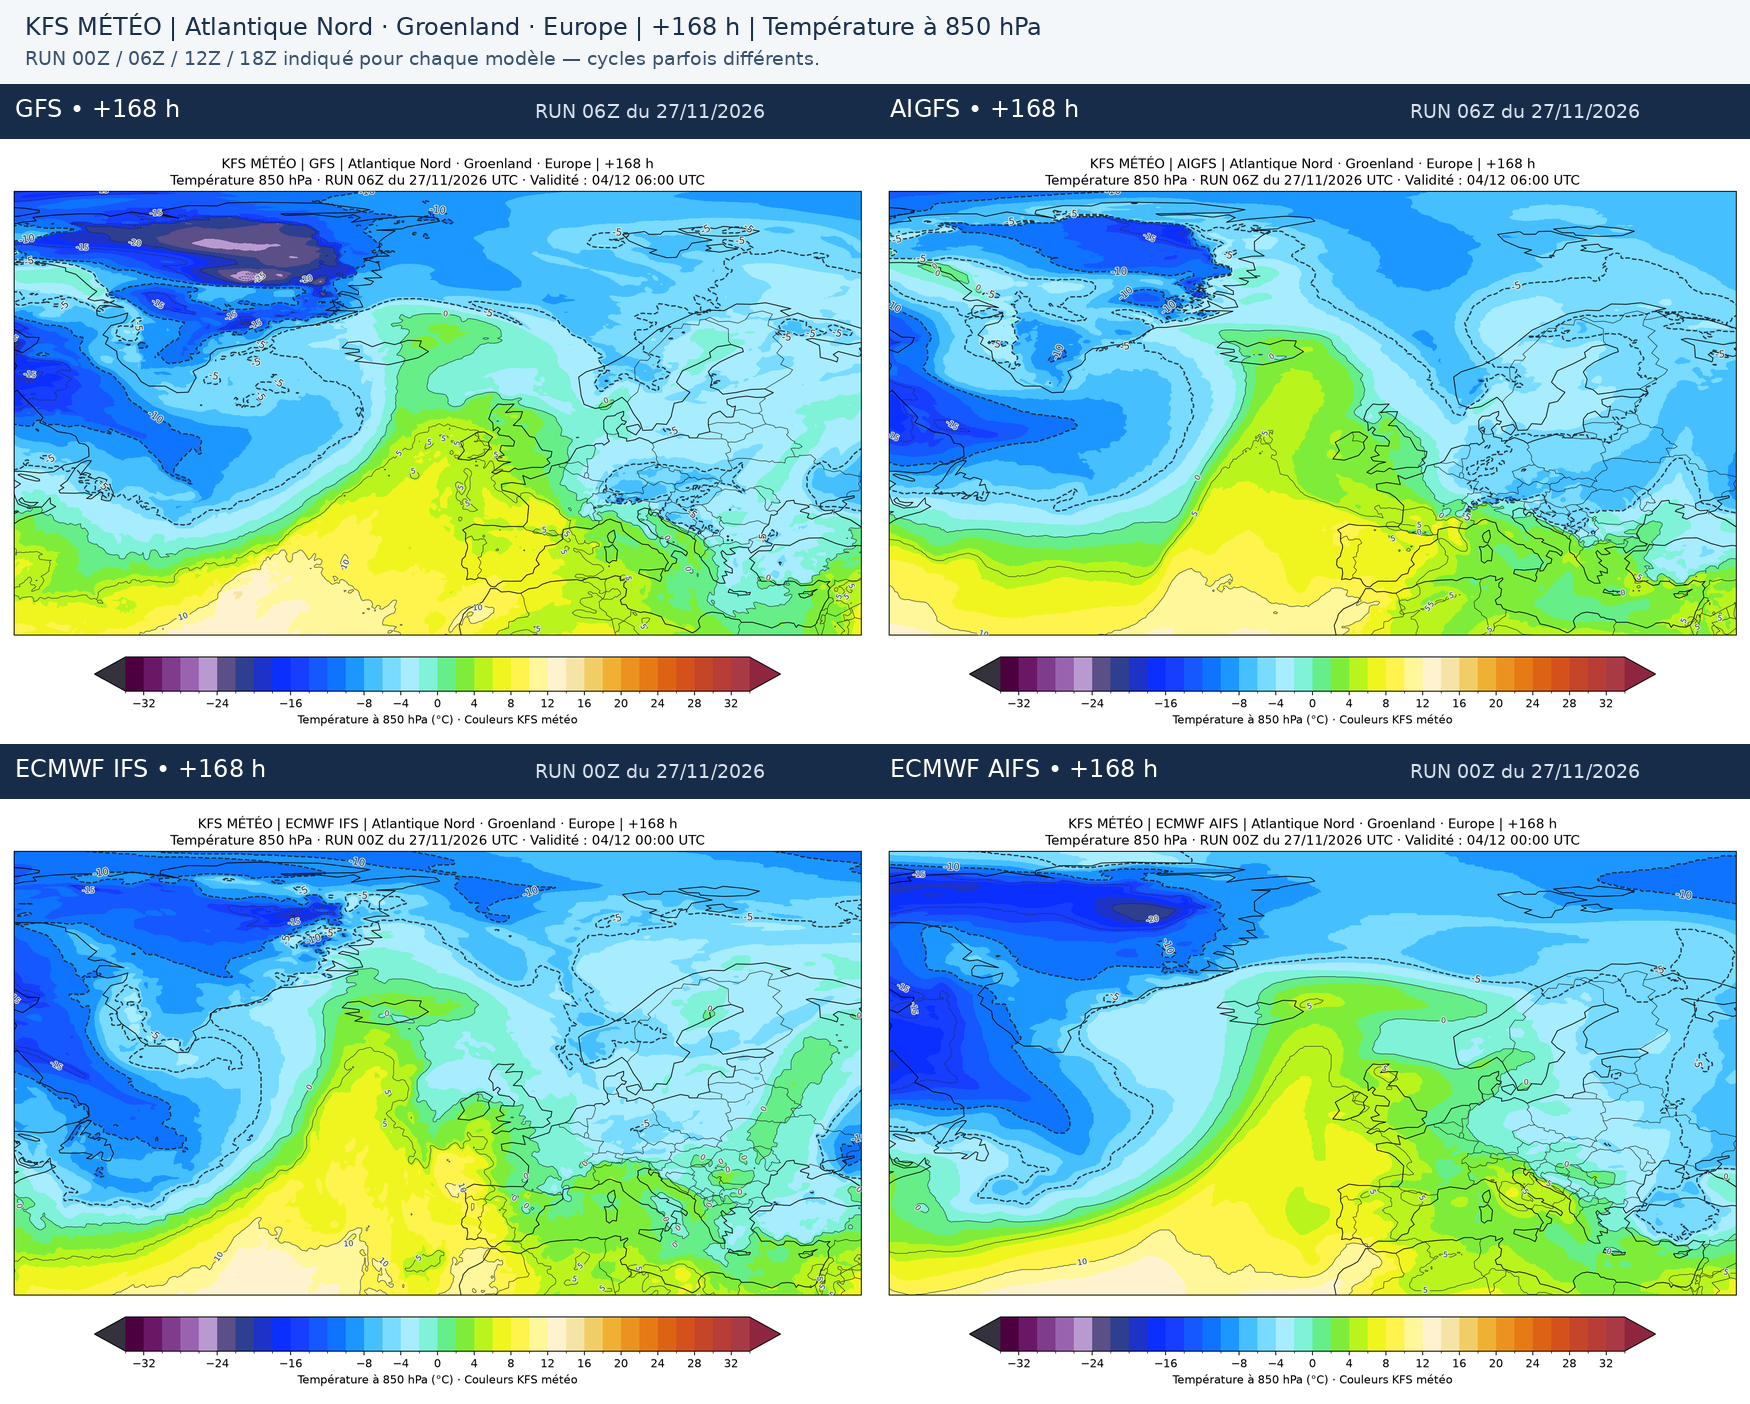 KFS MÉTÉO | Atlantique Nord · Groenland · Europe | +168 h | Température à 850 hPa
RUN 00Z / 06Z / 12Z / 18Z indiqué pour chaque modèle — cycles parfois différents.
GFS • +168 h
RUN 06Z du 27/11/2026
AIGFS • +168 h
RUN 06Z du 27/11/2026
KFS MÉTÉO | GFS | Atlantique Nord · Groenland · Europe | +168 h
Température 850 hPa · RUN 06Z du 27/11/2026 UTC · Validité : 04/12 06:00 UTC
KFS MÉTÉO | AIGFS | Atlantique Nord · Groenland · Europe | +168 h
Température 850 hPa · RUN 06Z du 27/11/2026 UTC · Validité : 04/12 06:00 UTC
−32 −24 −16 −8 −4 0 4 8 12 16 20 24 28 32
Température à 850 hPa (°C) · Couleurs KFS météo
−32 −24 −16 −8 −4 0 4 8 12 16 20 24 28 32
Température à 850 hPa (°C) · Couleurs KFS météo
ECMWF IFS • +168 h
RUN 00Z du 27/11/2026
ECMWF AIFS • +168 h
RUN 00Z du 27/11/2026
KFS MÉTÉO | ECMWF IFS | Atlantique Nord · Groenland · Europe | +168 h
Température 850 hPa · RUN 00Z du 27/11/2026 UTC · Validité : 04/12 00:00 UTC
KFS MÉTÉO | ECMWF AIFS | Atlantique Nord · Groenland · Europe | +168 h
Température 850 hPa · RUN 00Z du 27/11/2026 UTC · Validité : 04/12 00:00 UTC
−32 −24 −16 −8 −4 0 4 8 12 16 20 24 28 32
Température à 850 hPa (°C) · Couleurs KFS météo
−32 −24 −16 −8 −4 0 4 8 12 16 20 24 28 32
Température à 850 hPa (°C) · Couleurs KFS météo